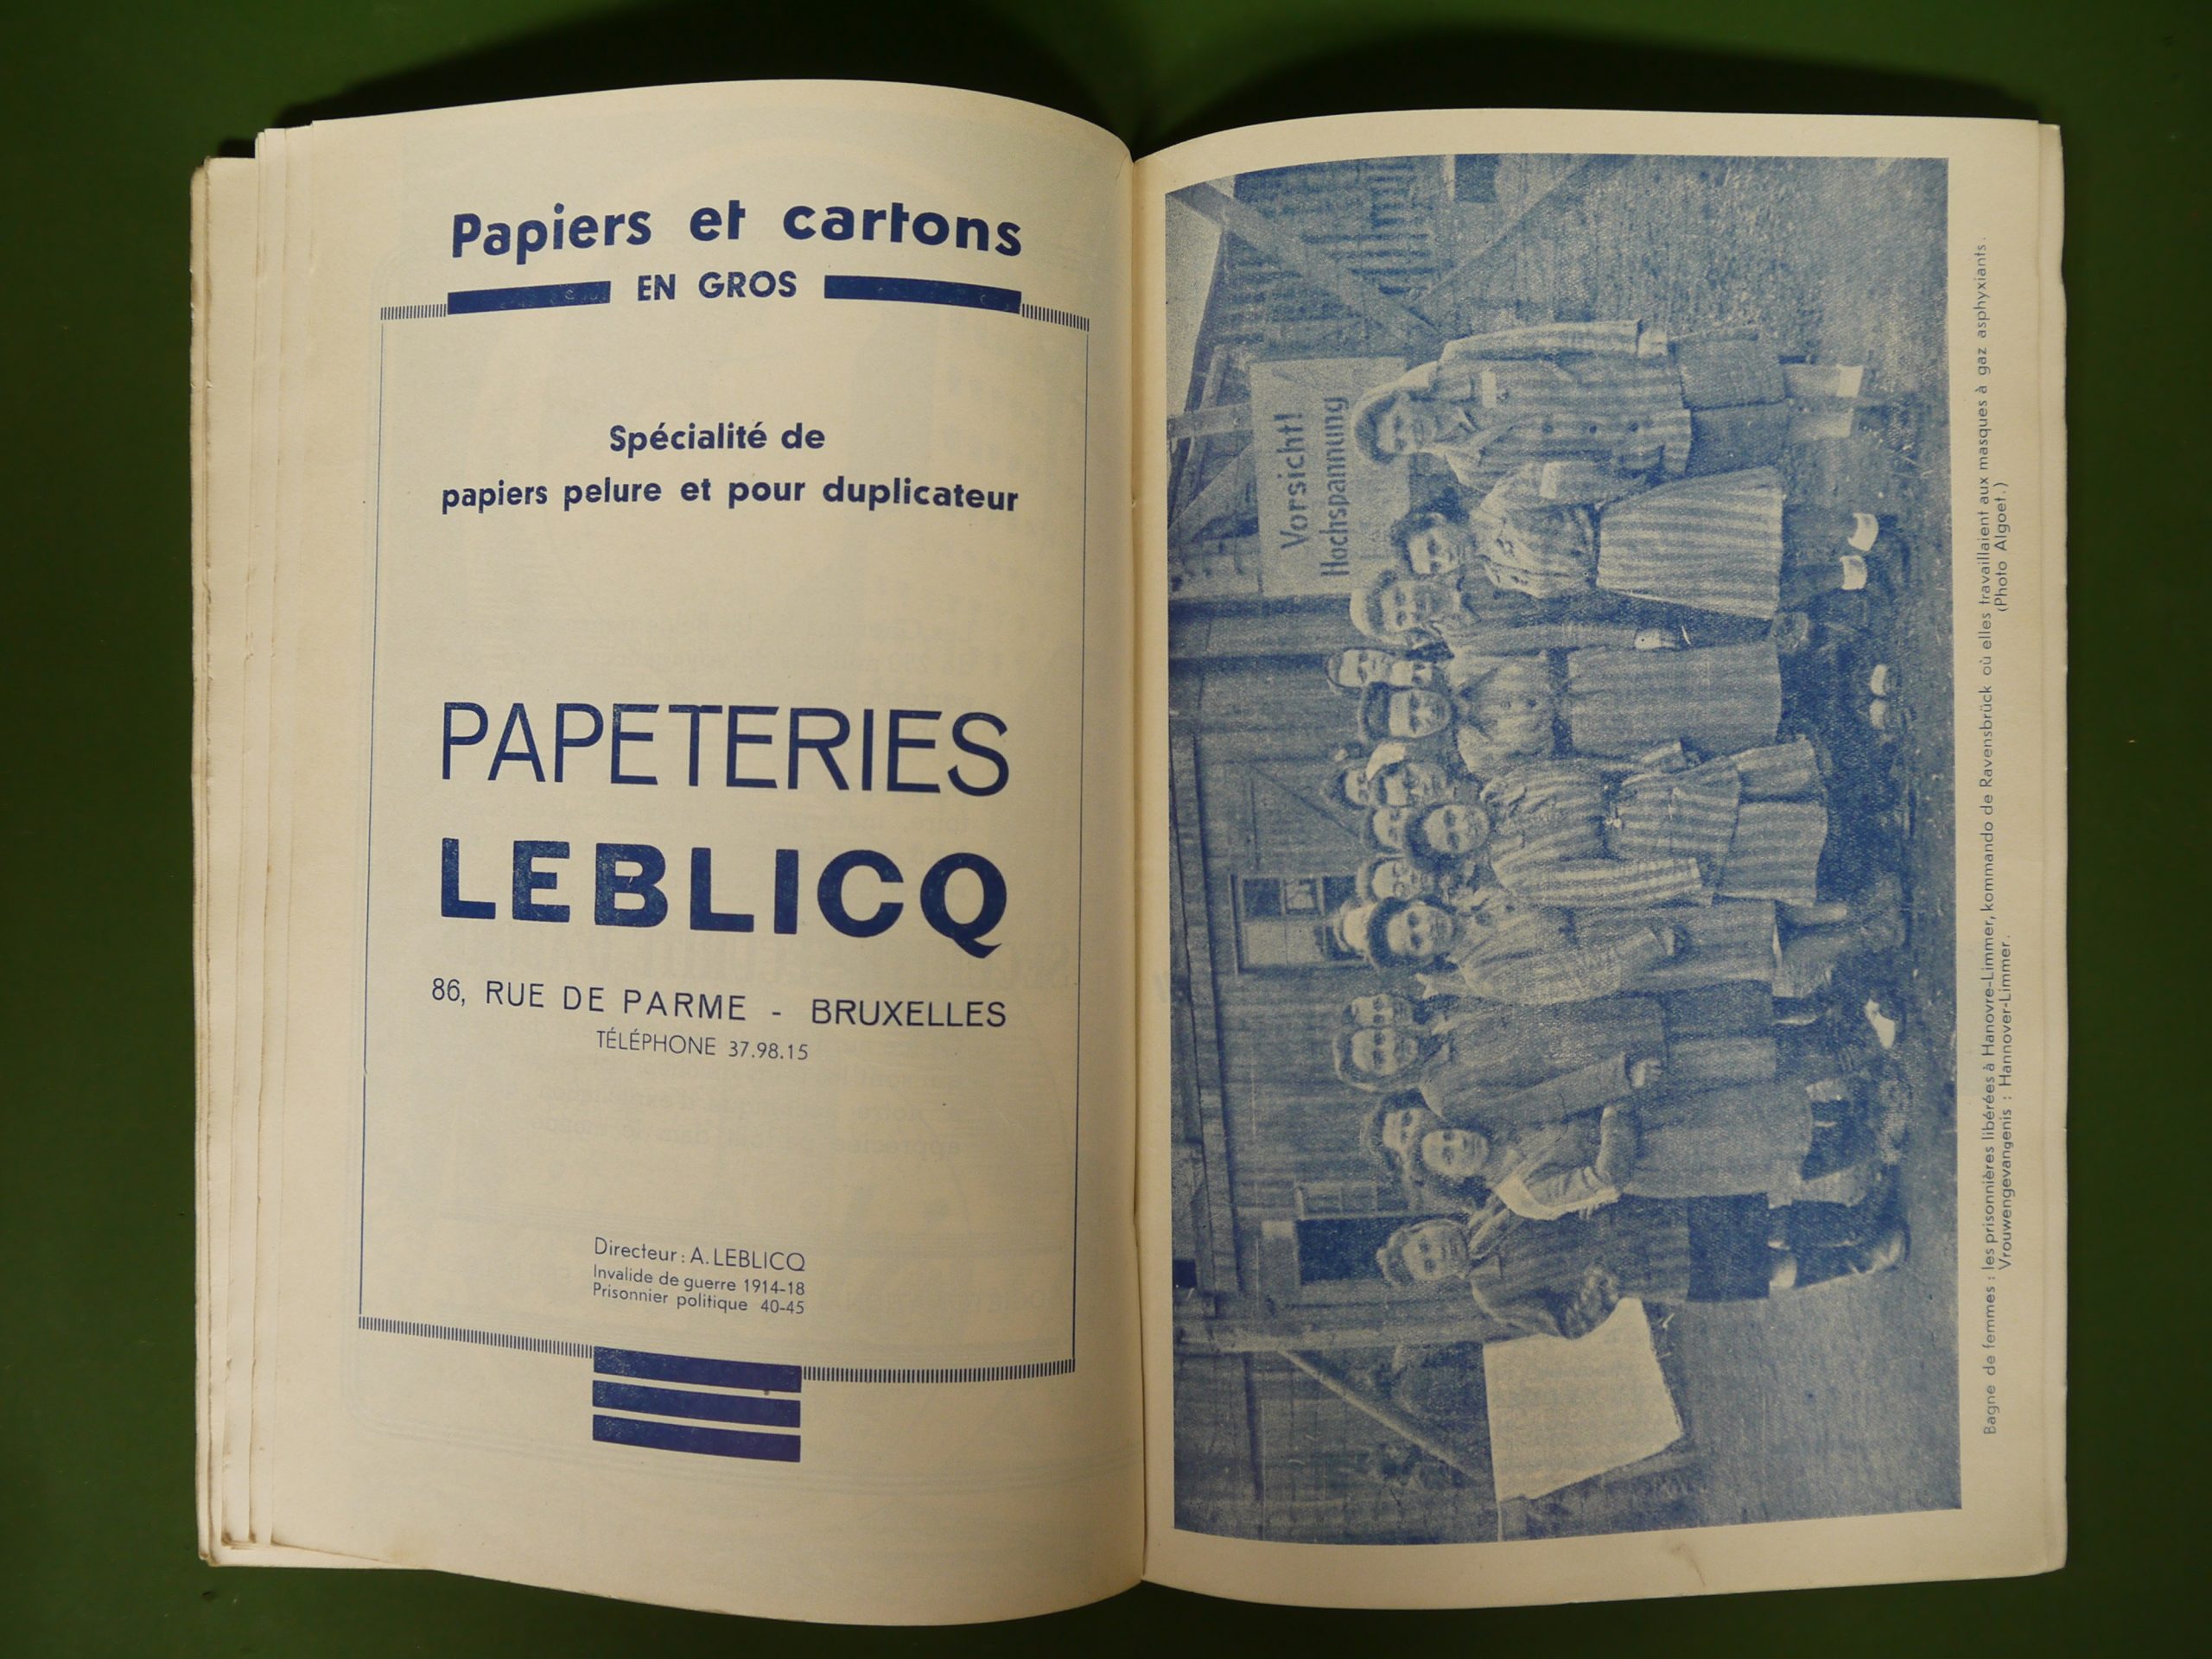 Papiers et cartons
EN GROS
Spécialité de
papiers pelure et pour duplicateur
PAPETERIES
LEBLICQ
86, RUE DE PARME - BRUXELLES
TÉLÉPHONE 37.98.15
Directeur : A. LEBLICQ
Invalide de guerre 1914-18
Prisonnier politique 40-45
Vorsicht!
Hochspannung
Bagne de femmes : les prisonnières libérées à Hanovre-Limmer, kommando de Ravensbrück où elles travaillaient aux masques à gaz asphyxiants.
Vrouwengevangenis : Hannover-Limmer. (Photo Algoet.)